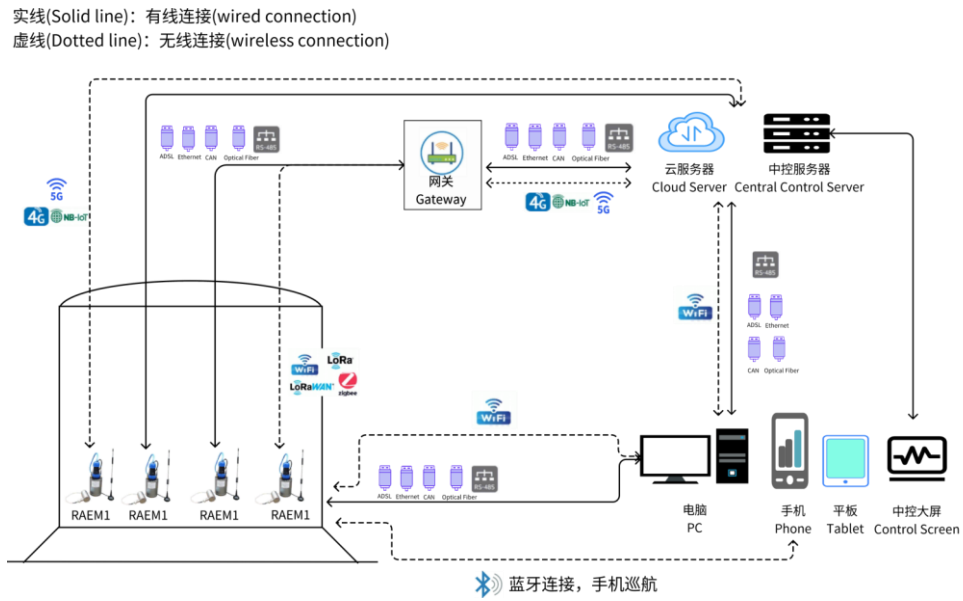 实线(Solid line)：有线连接(wired connection)
虚线(Dotted line)：无线连接(wireless connection)
ADSL Ethernet CAN Optical Fiber RS-485
网关
Gateway
ADSL Ethernet CAN Optical Fiber RS-485
4G NB-IoT 5G
云服务器
Cloud Server
中控服务器
Central Control Server
5G
4G NB-IoT
RS-485
ADSL Ethernet
CAN Optical Fiber
WiFi
WiFi LoRa
LoRaWAN zigbee
WiFi
ADSL Ethernet CAN Optical Fiber RS-485
RAEM1 RAEM1 RAEM1 RAEM1
电脑
PC
手机
Phone
平板
Tablet
中控大屏
Control Screen
蓝牙连接，手机巡航